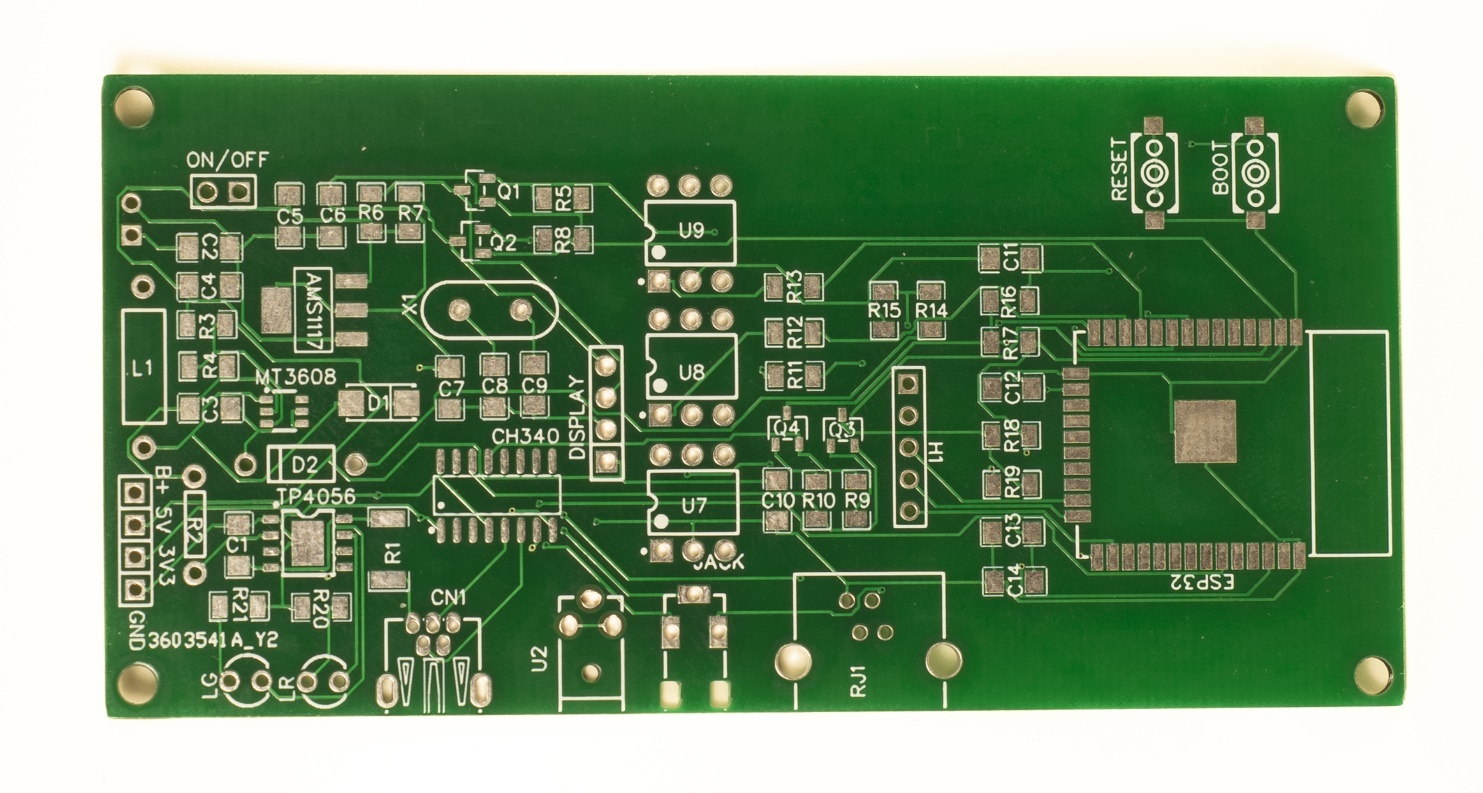 ON/OFF
RESET
BOOT
C5
C6
R6
R7
Q1
R5
C2
Q2
R8
U9
C4
AMS1117
X1
R13
C11
R3
R15
R14
R16
L1
R4
MT3608
R12
R17
C3
D1
C7
C8
C9
DISPLAY
U8
R11
C12
CH340
Q4
Q3
H1
R18
D2
B+
5V
3V3
GND
R2
TP4056
U7
C10
R10
R9
R19
C1
R1
JACK
C13
ESP32
C14
R21
R20
CN1
3603541A_Y2
U2
RJ1
LG
LR